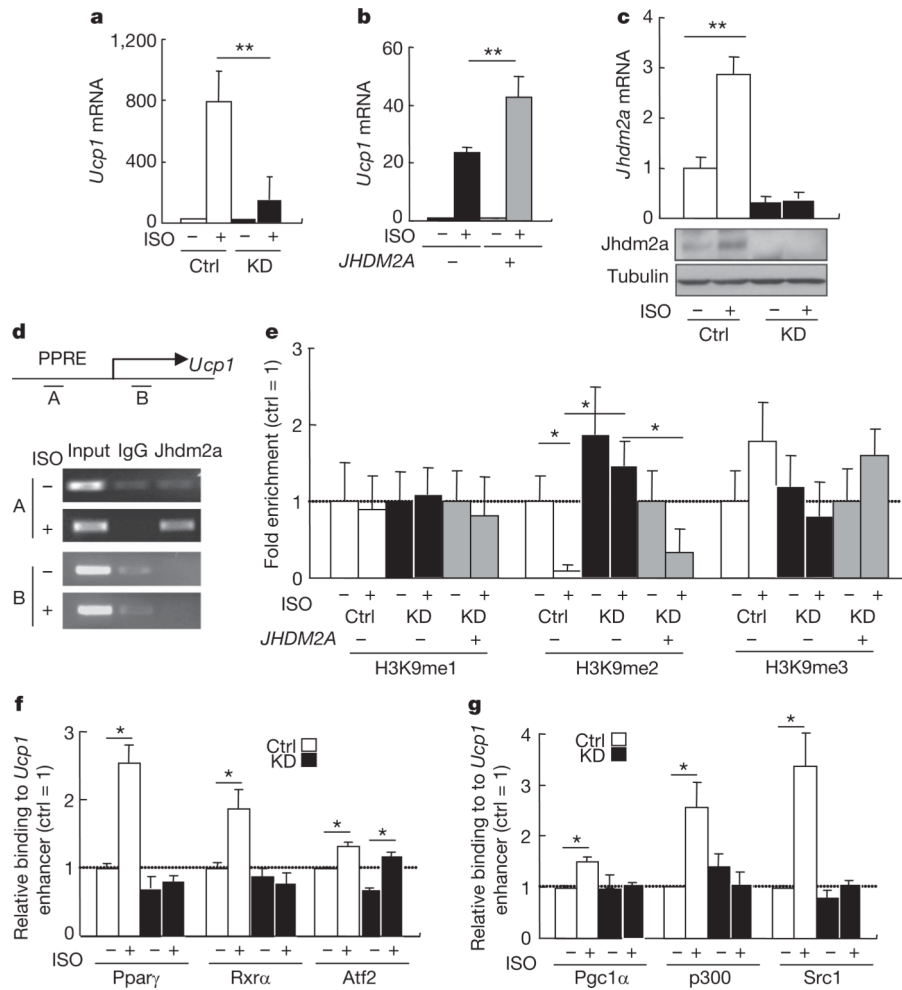 a
1,200
800
400
0
Ucp1 mRNA
**
ISO − + − +
Ctrl KD
b
60
40
20
0
Ucp1 mRNA
**
ISO − + − +
JHDM2A − +
c
4
3
2
1
0
Jhdm2a mRNA
**
Jhdm2a
Tubulin
ISO − + − +
Ctrl KD
d
PPRE
Ucp1
A B
ISO Input IgG Jhdm2a
A − +
B − +
e
3
2
1
0
Fold enrichment (ctrl = 1)
* * *
ISO − + − + − + − + − + − + − + − + − +
Ctrl KD KD Ctrl KD KD Ctrl KD KD
JHDM2A − + − + − +
H3K9me1 H3K9me2 H3K9me3
f
3
2
1
0
Relative binding to Ucp1
enhancer (ctrl = 1)
Ctrl
KD
* * * *
ISO − + − + − + − + − + − +
Pparγ Rxrα Atf2
g
4
3
2
1
0
Relative binding to to Ucp1
enhancer (ctrl = 1)
Ctrl
KD
* * *
ISO − + − + − + − + − + − +
Pgc1α p300 Src1